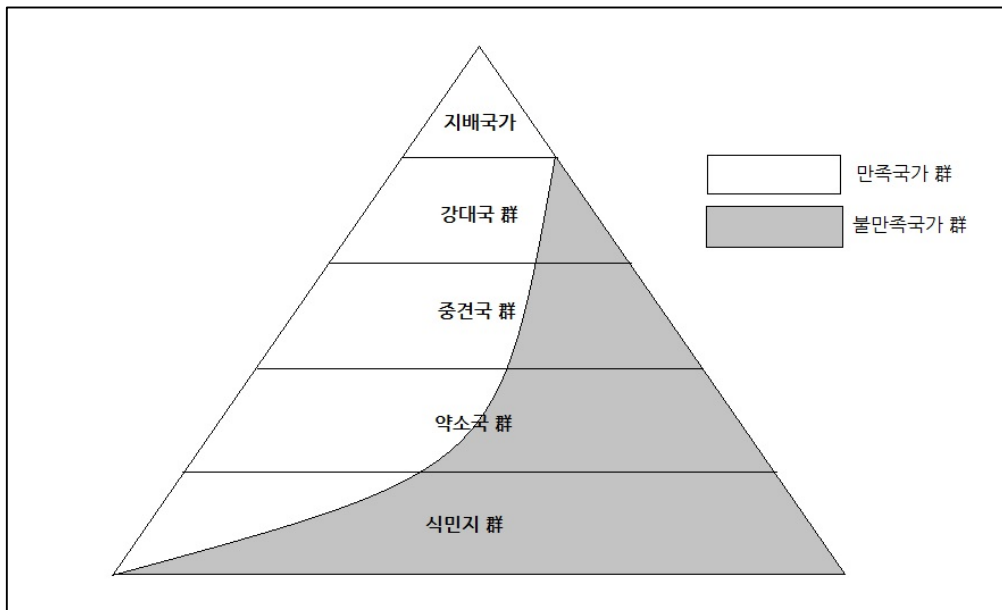 지배국가
강대국 群
중견국 群
약소국 群
식민지 群
만족국가 群
불만족국가 群